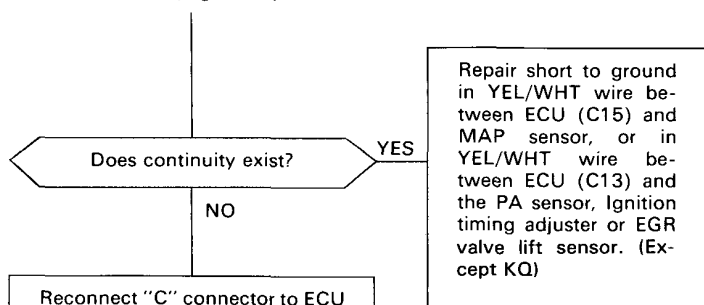 Does continuity exist?
YES
NO
Repair short to ground
in YEL/WHT wire be-
tween ECU (C15) and
MAP sensor, or in
YEL/WHT wire be-
tween ECU (C13) and
the PA sensor, Ignition
timing adjuster or EGR
valve lift sensor. (Ex-
cept KQ)
Reconnect "C" connector to ECU